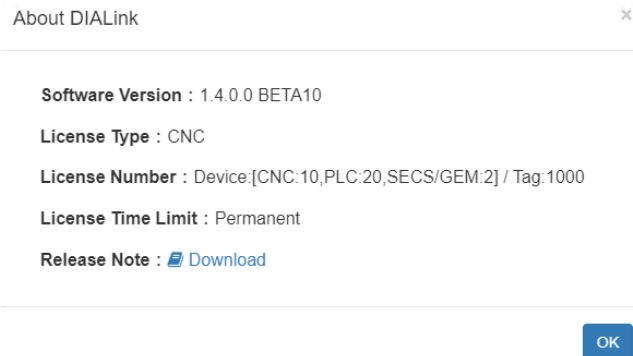 About DIALink
×
Software Version : 1.4.0.0 BETA10
License Type : CNC
License Number : Device:[CNC:10,PLC:20,SECS/GEM:2] / Tag:1000
License Time Limit : Permanent
Release Note : Download
OK